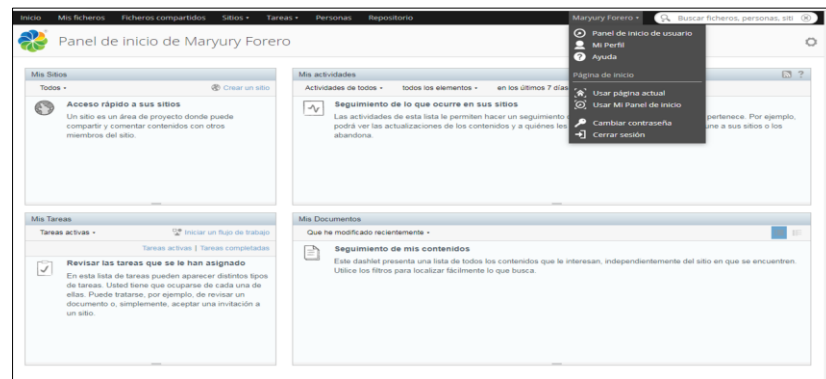 Inicio Mis ficheros Ficheros compartidos Sitios Tareas Personas Repositorio Maryury Forero Buscar ficheros, personas, siti
Panel de inicio de Maryury Forero
Panel de inicio de usuario
Mi Perfil
Ayuda
Página de inicio
Usar página actual
Usar Mi Panel de inicio
Cambiar contraseña
Cerrar sesión
Mis Sitios
Todos Crear un sitio
Acceso rápido a sus sitios
Un sitio es un área de proyecto donde puede
compartir y comentar contenidos con otros
miembros del sitio.
Mis actividades ?
Actividades de todos todos los elementos en los últimos 7 días
Seguimiento de lo que ocurre en sus sitios
Las actividades de esta lista le permiten hacer un seguimiento pertenece. Por ejemplo,
podrá ver las actualizaciones de los contenidos y a quiénes les une a sus sitios o los
abandona.
Mis Tareas
Tareas activas Iniciar un flujo de trabajo
Tareas activas | Tareas completadas
Revisar las tareas que se le han asignado
En esta lista de tareas pueden aparecer distintos tipos
de tareas. Usted tiene que ocuparse de cada una de
ellas. Puede tratarse, por ejemplo, de revisar un
documento o, simplemente, aceptar una invitación a
un sitio.
Mis Documentos
Que he modificado recientemente
Seguimiento de mis contenidos
Este dashlet presenta una lista de todos los contenidos que le interesan, independientemente del sitio en que se encuentren.
Utilice los filtros para localizar fácilmente lo que busca.